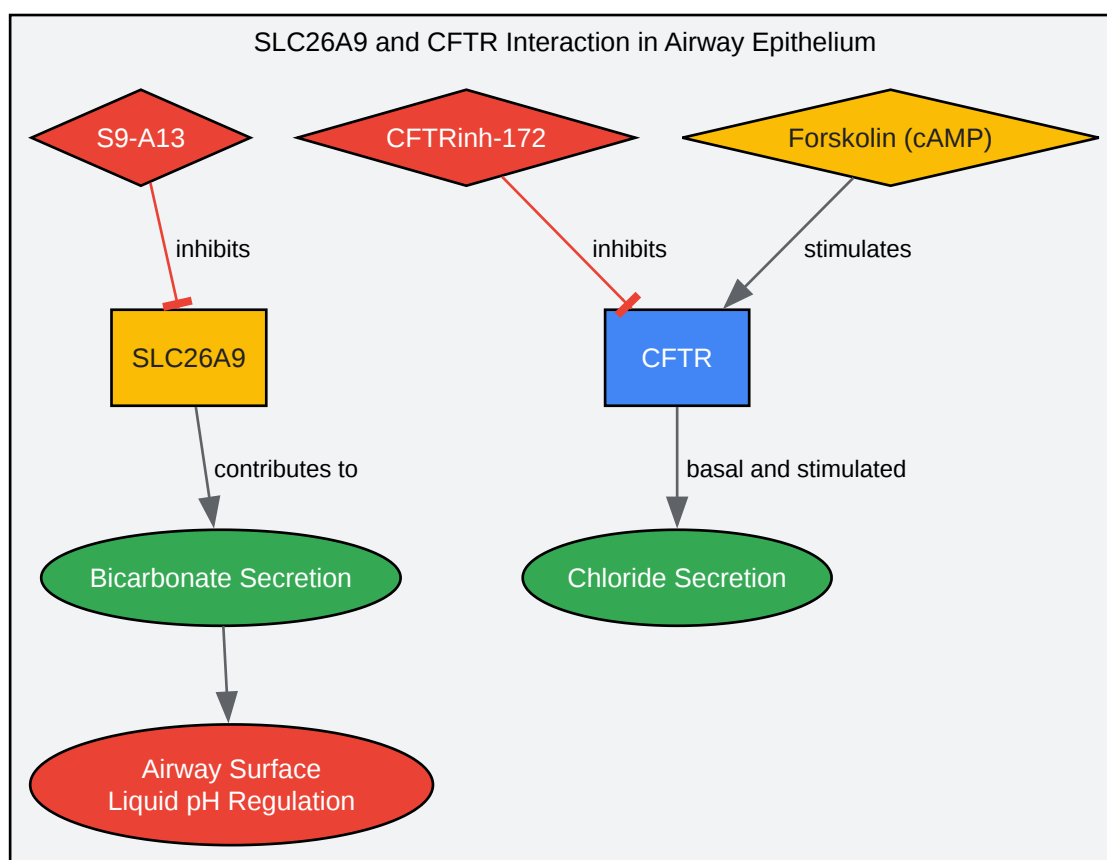 SLC26A9 and CFTR Interaction in Airway Epithelium
S9-A13
CFTRinh-172
Forskolin (cAMP)
inhibits
inhibits
stimulates
SLC26A9
CFTR
contributes to
basal and stimulated
Bicarbonate Secretion
Chloride Secretion
Airway Surface
Liquid pH Regulation